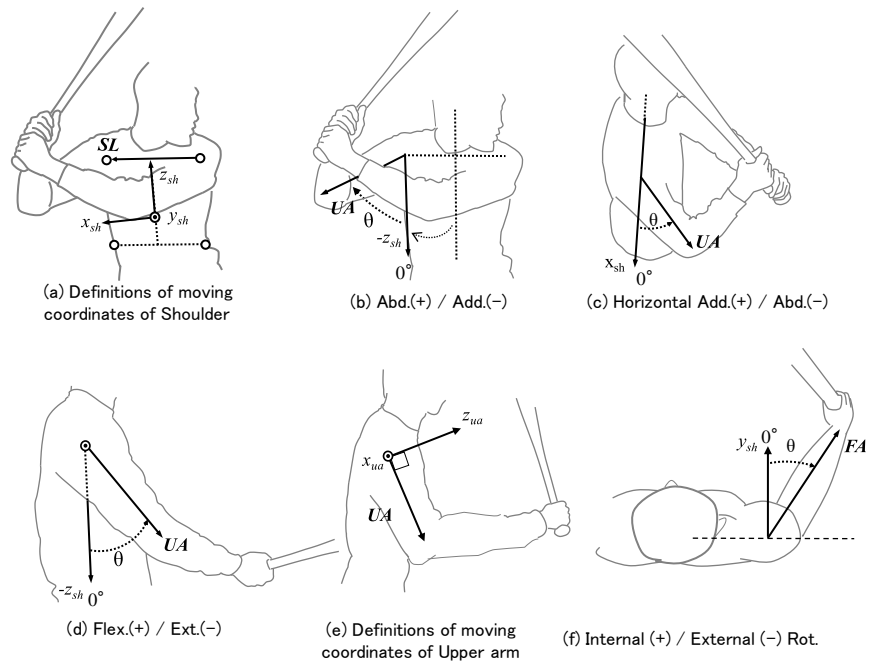 SL
z_sh
x_sh
y_sh
(a) Definitions of moving
coordinates of Shoulder
UA
θ
-z_sh
0°
(b) Abd.(+) / Add.(-)
θ
UA
x_sh
0°
(c) Horizontal Add.(+) / Abd.(-)
UA
θ
-z_sh 0°
(d) Flex.(+) / Ext.(-)
z_ua
x_ua
UA
(e) Definitions of moving
coordinates of Upper arm
y_sh 0° θ
FA
(f) Internal (+) / External (-) Rot.